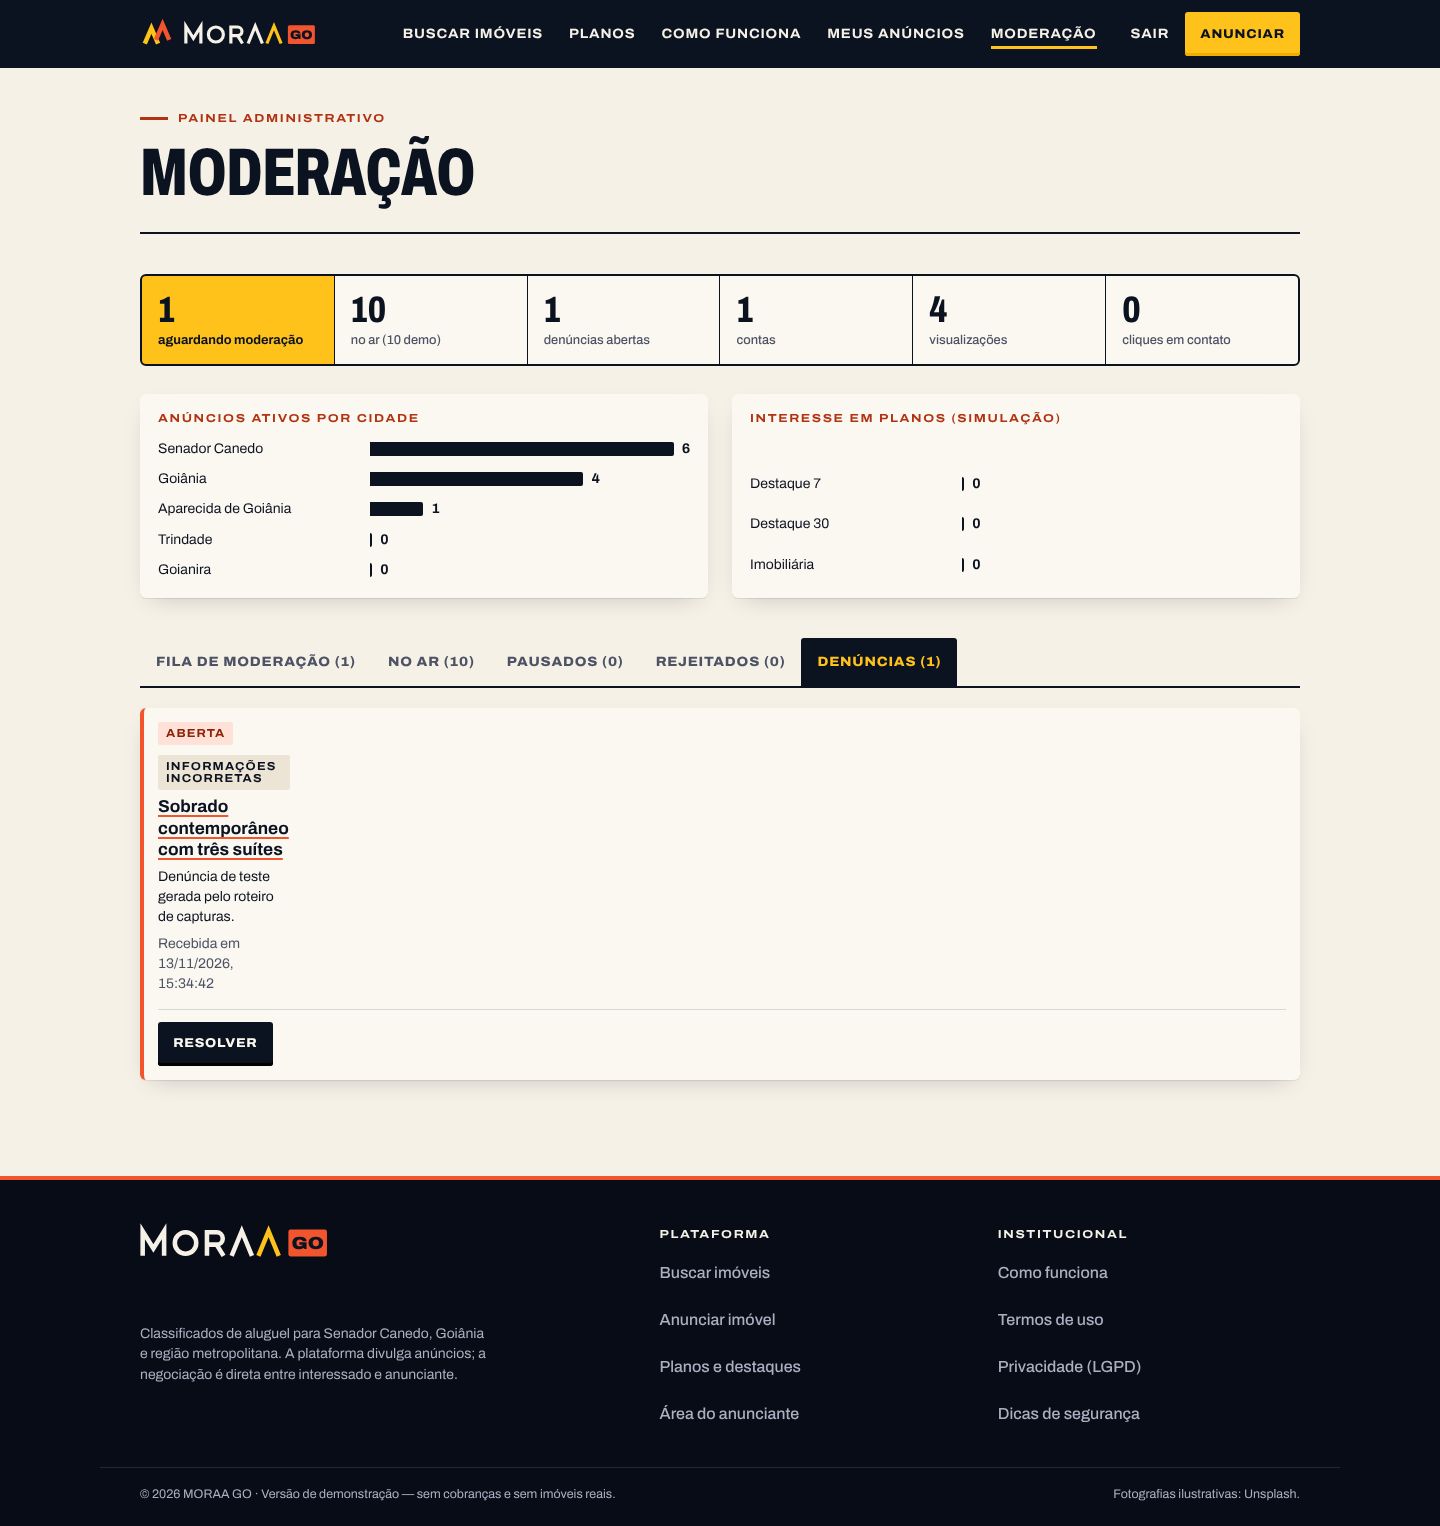 MORAA GO
BUSCAR IMÓVEIS PLANOS COMO FUNCIONA MEUS ANÚNCIOS MODERAÇÃO SAIR ANUNCIAR
PAINEL ADMINISTRATIVO
MODERAÇÃO
1
aguardando moderação
10
no ar (10 demo)
1
denúncias abertas
1
contas
4
visualizações
0
cliques em contato
ANÚNCIOS ATIVOS POR CIDADE
Senador Canedo 6
Goiânia 4
Aparecida de Goiânia 1
Trindade 0
Goianira 0
INTERESSE EM PLANOS (SIMULAÇÃO)
Destaque 7 0
Destaque 30 0
Imobiliária 0
FILA DE MODERAÇÃO (1) NO AR (10) PAUSADOS (0) REJEITADOS (0) DENÚNCIAS (1)
ABERTA
INFORMAÇÕES
INCORRETAS
Sobrado
contemporâneo
com três suítes
Denúncia de teste
gerada pelo roteiro
de capturas.
Recebida em
13/11/2026,
15:34:42
RESOLVER
MORAA GO
Classificados de aluguel para Senador Canedo, Goiânia
e região metropolitana. A plataforma divulga anúncios; a
negociação é direta entre interessado e anunciante.
PLATAFORMA
Buscar imóveis
Anunciar imóvel
Planos e destaques
Área do anunciante
INSTITUCIONAL
Como funciona
Termos de uso
Privacidade (LGPD)
Dicas de segurança
© 2026 MORAA GO · Versão de demonstração — sem cobranças e sem imóveis reais.
Fotografias ilustrativas: Unsplash.